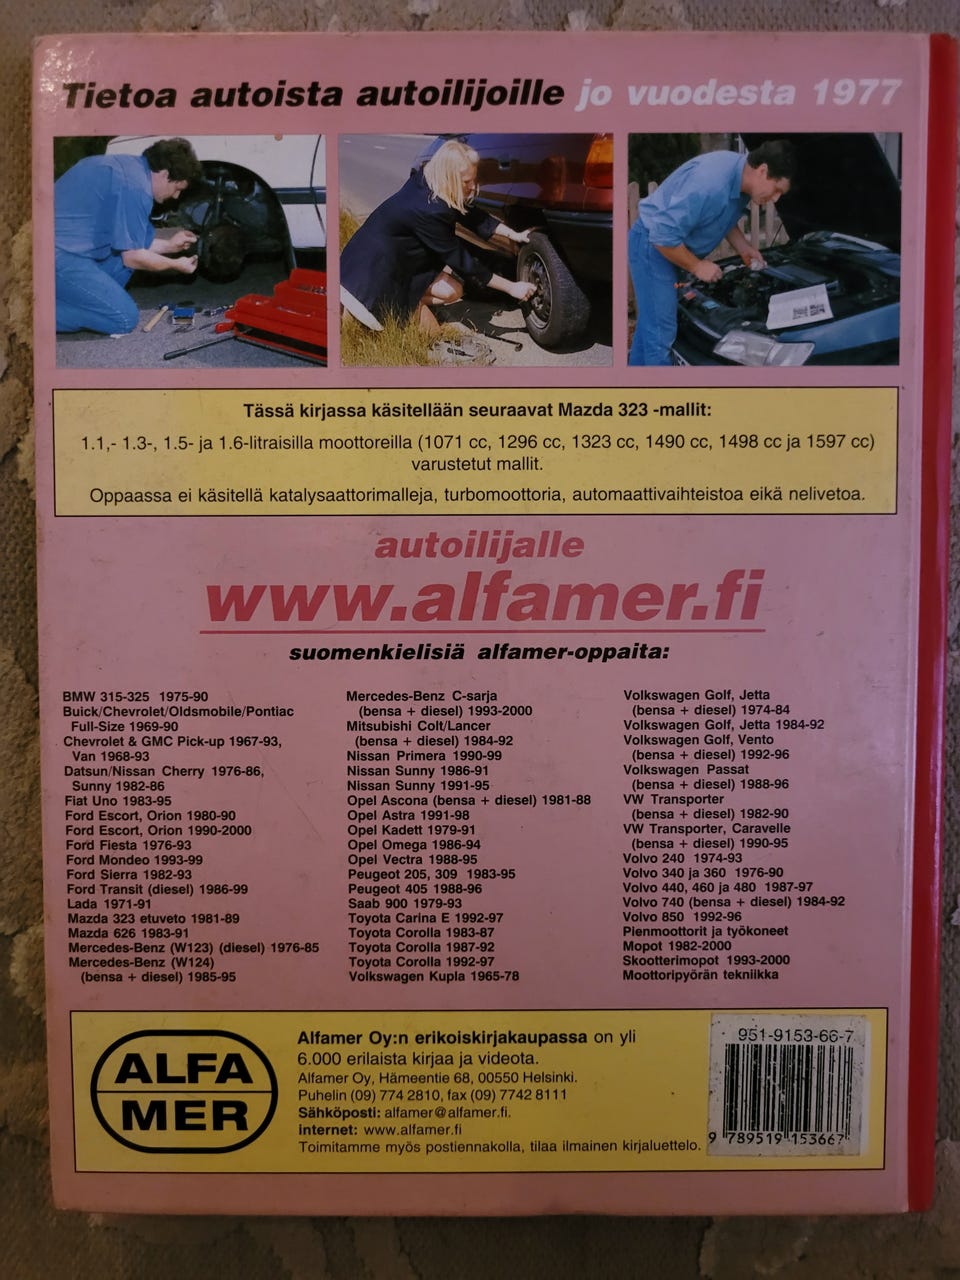 Tietoa autoista autoilijoille jo vuodesta 1977
Tässä kirjassa käsitellään seuraavat Mazda 323 -mallit:
1.1,- 1.3-, 1.5- ja 1.6-litraisilla moottoreilla (1071 cc, 1296 cc, 1323 cc, 1490 cc, 1498 cc ja 1597 cc)
varustetut mallit.
Oppaassa ei käsitellä katalysaattorimalleja, turbomoottoria, automaattivaihteistoa eikä nelivetoa.
autoilijalle
www.alfamer.fi
suomenkielisiä alfamer-oppaita:
BMW 315-325 1975-90
Buick/Chevrolet/Oldsmobile/Pontiac
Full-Size 1969-90
Chevrolet & GMC Pick-up 1967-93,
Van 1968-93
Datsun/Nissan Cherry 1976-86,
Sunny 1982-86
Fiat Uno 1983-95
Ford Escort, Orion 1980-90
Ford Escort, Orion 1990-2000
Ford Fiesta 1976-93
Ford Mondeo 1993-99
Ford Sierra 1982-93
Ford Transit (diesel) 1986-99
Lada 1971-91
Mazda 323 etuveto 1981-89
Mazda 626 1983-91
Mercedes-Benz (W123) (diesel) 1976-85
Mercedes-Benz (W124)
(bensa + diesel) 1985-95
Mercedes-Benz C-sarja
(bensa + diesel) 1993-2000
Mitsubishi Colt/Lancer
(bensa + diesel) 1984-92
Nissan Primera 1990-99
Nissan Sunny 1986-91
Nissan Sunny 1991-95
Opel Ascona (bensa + diesel) 1981-88
Opel Astra 1991-98
Opel Kadett 1979-91
Opel Omega 1986-94
Opel Vectra 1988-95
Peugeot 205, 309 1983-95
Peugeot 405 1988-96
Saab 900 1979-93
Toyota Carina E 1992-97
Toyota Corolla 1983-87
Toyota Corolla 1987-92
Toyota Corolla 1992-97
Volkswagen Kupla 1965-78
Volkswagen Golf, Jetta
(bensa + diesel) 1974-84
Volkswagen Golf, Jetta 1984-92
Volkswagen Golf, Vento
(bensa + diesel) 1992-96
Volkswagen Passat
(bensa + diesel) 1988-96
VW Transporter
(bensa + diesel) 1982-90
VW Transporter, Caravelle
(bensa + diesel) 1990-95
Volvo 240 1974-93
Volvo 340 ja 360 1976-90
Volvo 440, 460 ja 480 1987-97
Volvo 740 (bensa + diesel) 1984-92
Volvo 850 1992-96
Pienmoottorit ja työkoneet
Mopot 1982-2000
Skootterimopot 1993-2000
Moottoripyörän tekniikka
ALFA
MER
Alfamer Oy:n erikoiskirjakaupassa on yli
6.000 erilaista kirjaa ja videota.
Alfamer Oy, Hämeentie 68, 00550 Helsinki.
Puhelin (09) 774 2810, fax (09) 7742 8111
Sähköposti: alfamer@alfamer.fi.
internet: www.alfamer.fi
Toimitamme myös postiennakolla, tilaa ilmainen kirjaluettelo.
951-9153-66-7
9 789519 153667